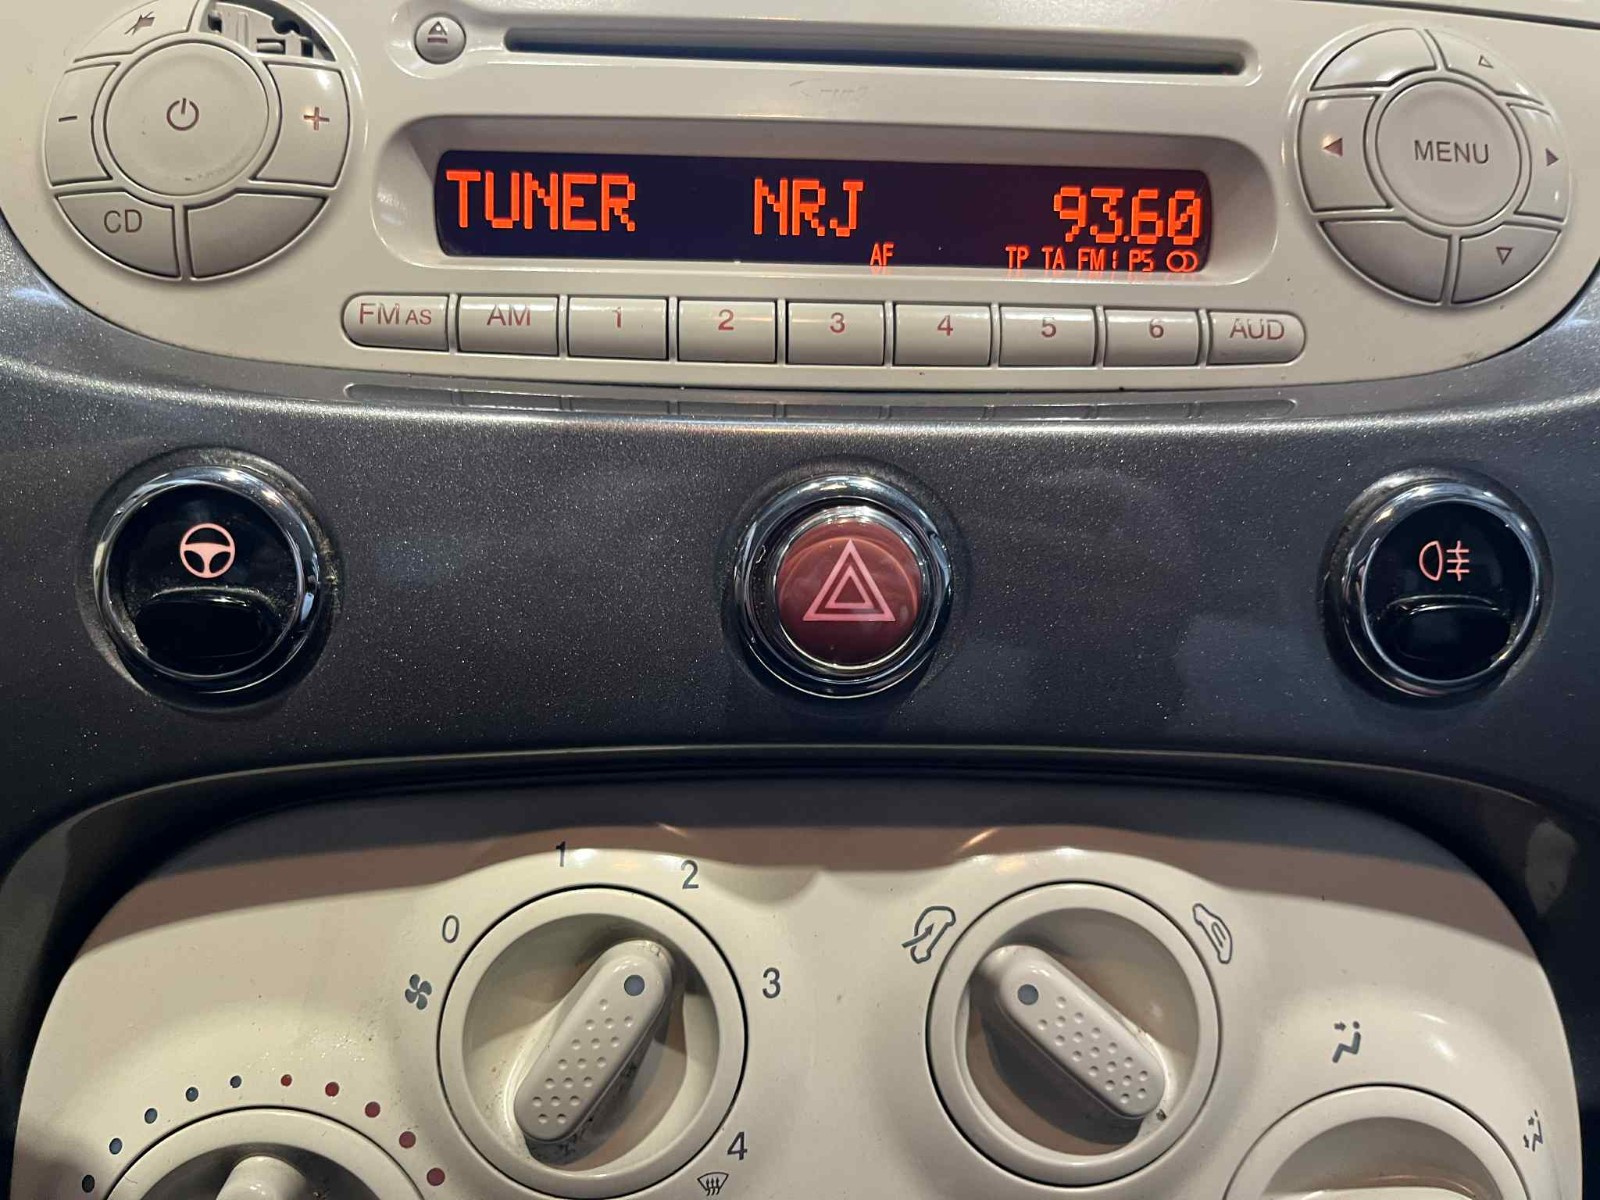 TUNER NRJ 93.60
AF TP TA FM1 PS
CD
MENU
FM AS AM 1 2 3 4 5 6 AUD
1
2
0
3
4